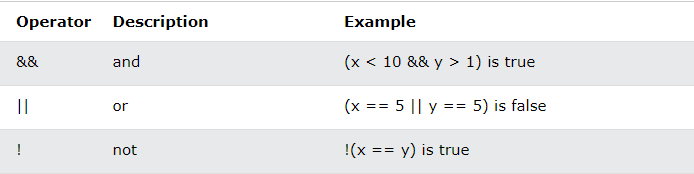 Operator Description Example
&& and (x < 10 && y > 1) is true
|| or (x == 5 || y == 5) is false
! not !(x == y) is true